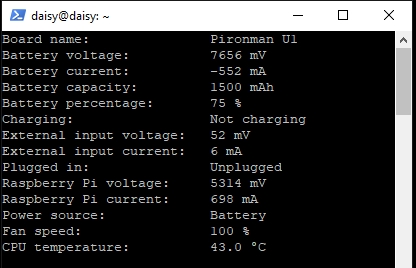 daisy@daisy: ~
Board name: Pironman U1
Battery voltage: 7656 mV
Battery current: -552 mA
Battery capacity: 1500 mAh
Battery percentage: 75 %
Charging: Not charging
External input voltage: 52 mV
External input current: 6 mA
Plugged in: Unplugged
Raspberry Pi voltage: 5314 mV
Raspberry Pi current: 698 mA
Power source: Battery
Fan speed: 100 %
CPU temperature: 43.0 °C